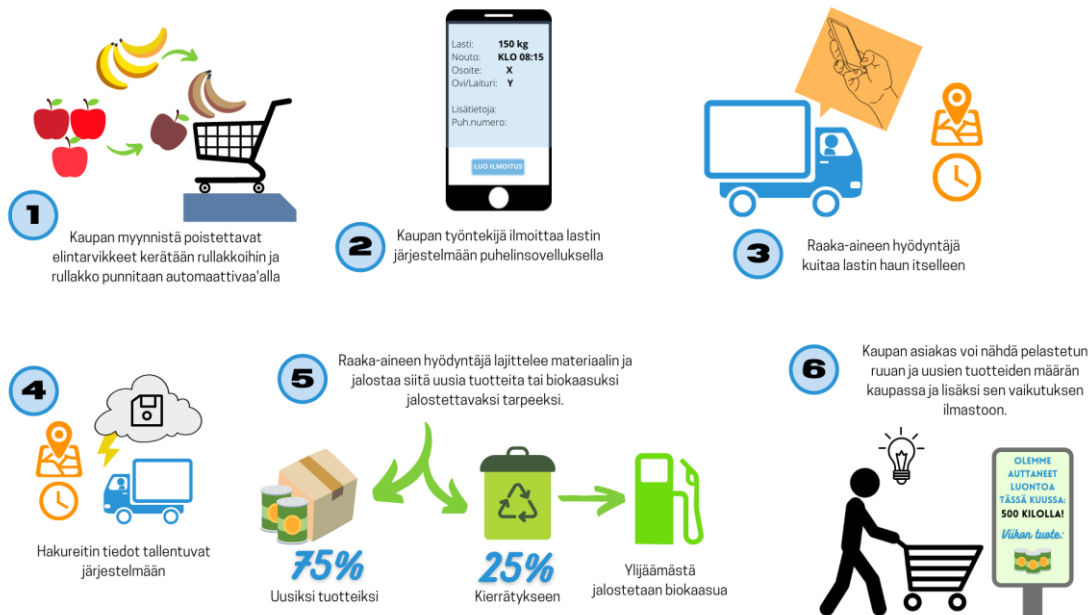 1
Kaupan myynnistä poistettavat
elintarvikkeet kerätään rullakkoihin ja
rullakko punnitaan automaattivaa'alla
Lasti: 150 kg
Nouto: KLO 08:15
Osoite: X
Ovi/Laituri: Y
Lisätietoja:
Puh.numero:
LUO ILMOITUS
2
Kaupan työntekijä ilmoittaa lastin
järjestelmään puhelinsovelluksella
3
Raaka-aineen hyödyntäjä
kuitaa lastin haun itselleen
4
Hakureitin tiedot tallentuvat
järjestelmään
5
Raaka-aineen hyödyntäjä lajittelee materiaalin ja
jalostaa siitä uusia tuotteita tai biokaasuksi
jalostettavaksi tarpeeksi.
75%
Uusiksi tuotteiksi
25%
Kierrätykseen
Ylijäämästä
jalostetaan biokaasua
6
Kaupan asiakas voi nähdä pelastetun
ruuan ja uusien tuotteiden määrän
kaupassa ja lisäksi sen vaikutuksen
ilmastoon.
OLEMME
AUTTANEET
LUONTOA
TÄSSÄ KUUSSA:
500 KILOLLA!
Viikon tuote: